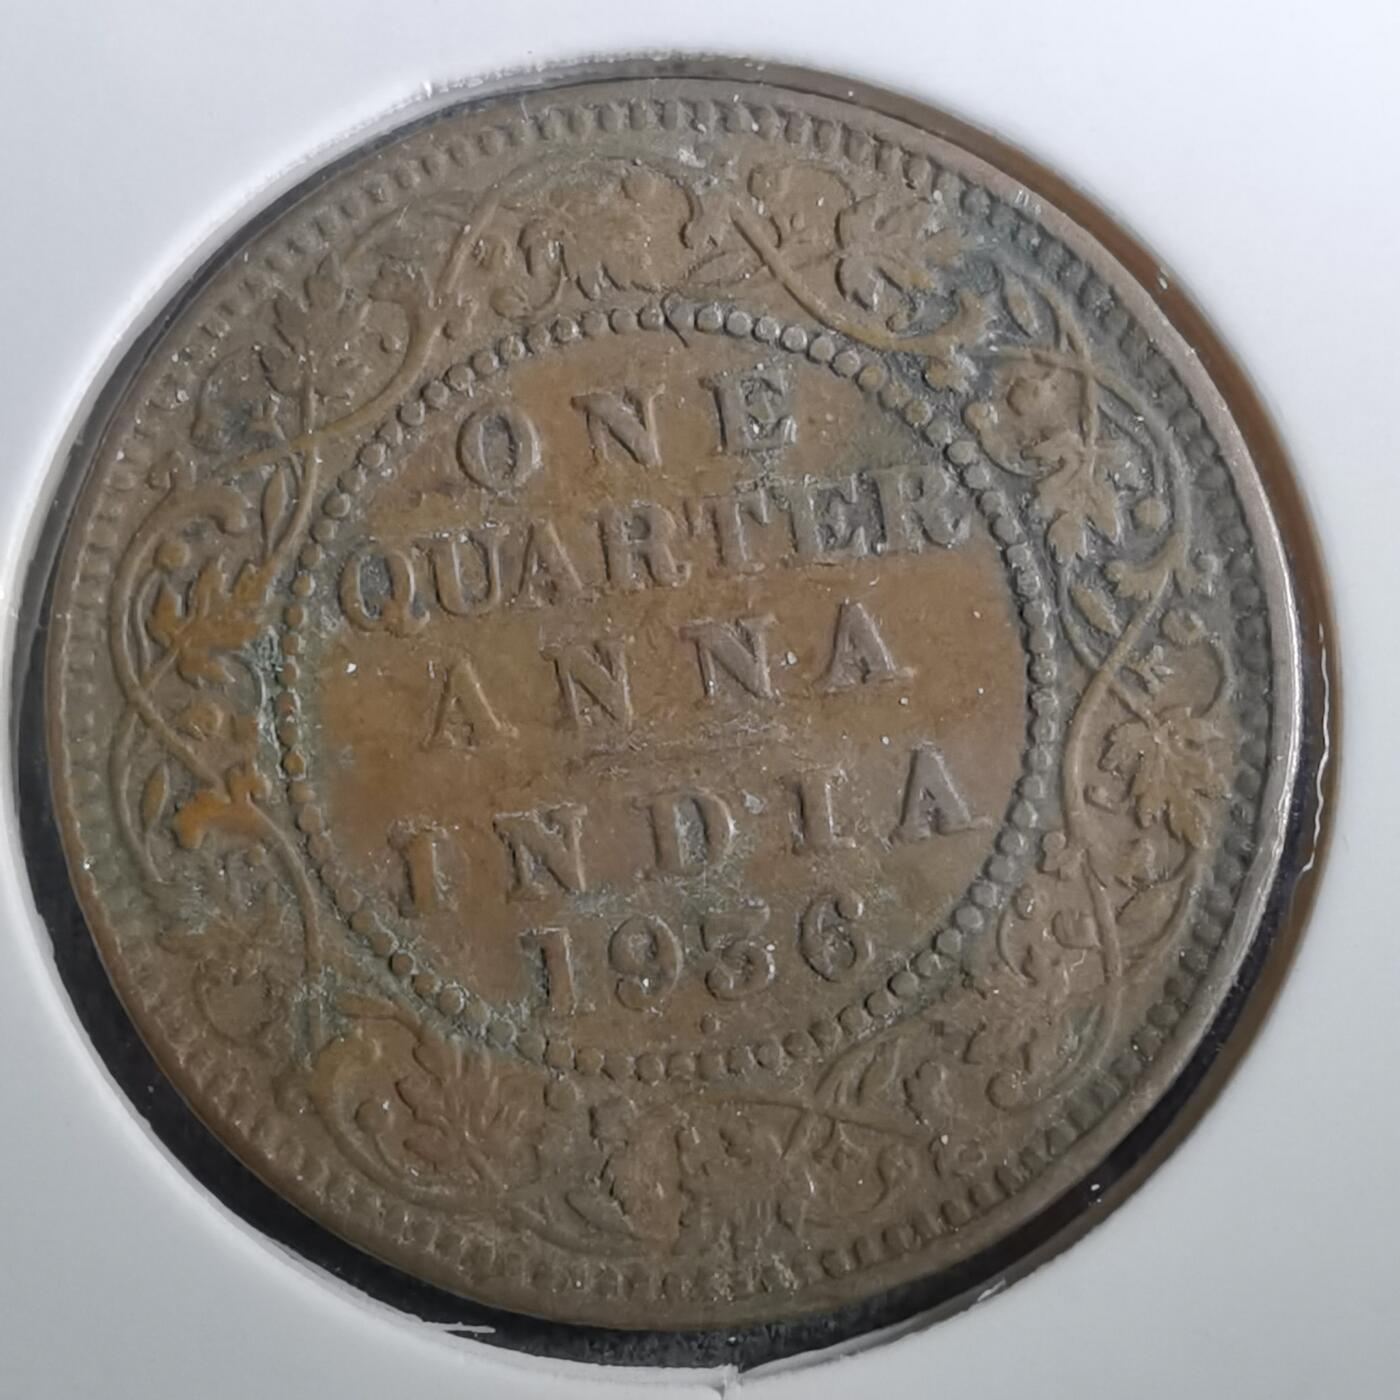 ONE
QUARTER
ANNA
INDIA
1936